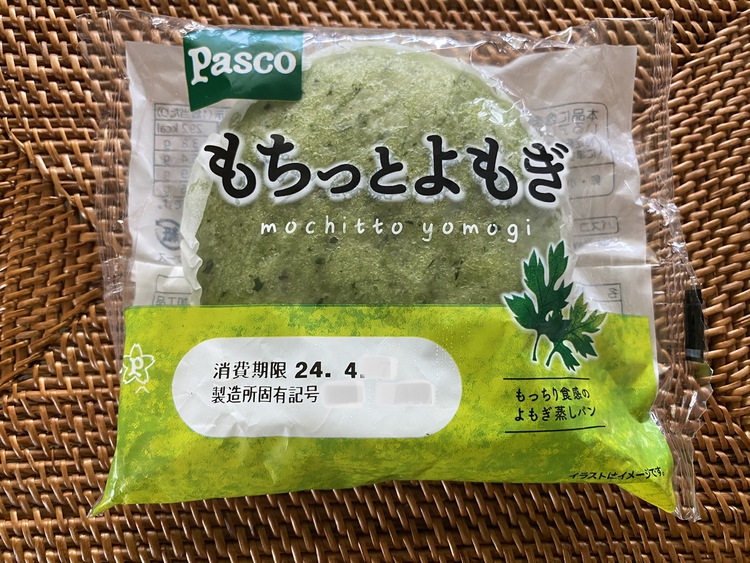 Pasco
もちっとよもぎ
mochitto yomogi
消費期限 24. 4.
製造所固有記号
もっちり食感の
よもぎ蒸しパン
イラストはイメージです。